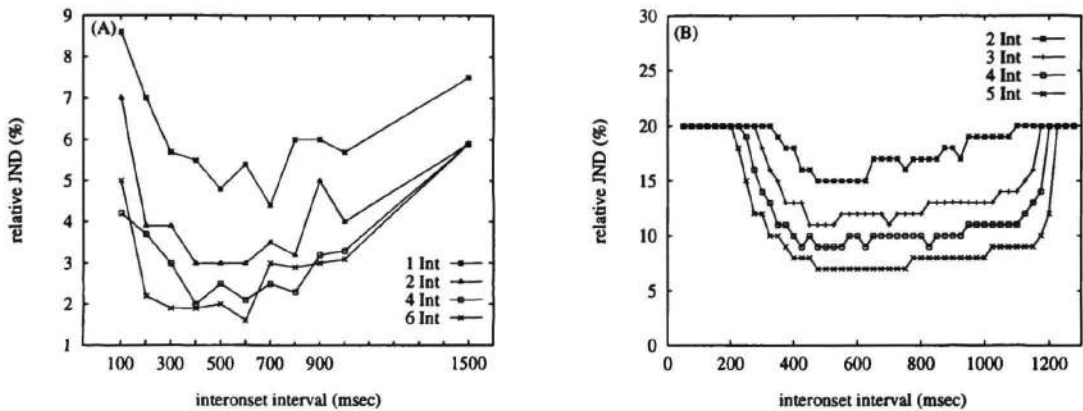 (A)
relative JND (%)
9
8
7
6
5
4
3
2
1
1 Int
2 Int
4 Int
6 Int
100 300 500 700 900 1500
interonset interval (msec)
(B)
relative JND (%)
30
25
20
15
10
5
0
2 Int
3 Int
4 Int
5 Int
0 200 400 600 800 1000 1200
interonset interval (msec)